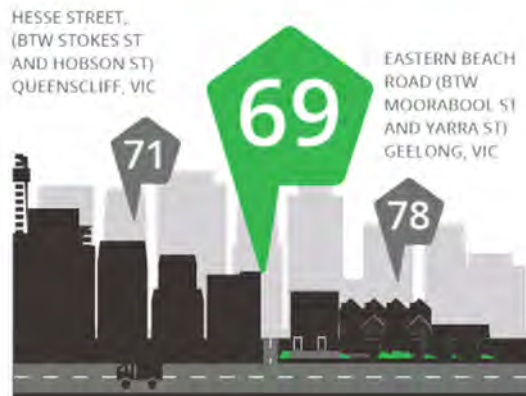 HESSE STREET,
(BTW STOKES ST
AND HOBSON ST)
QUEENSCLIFF, VIC
71
69
EASTERN BEACH
ROAD (BTW
MOORABOOL ST
AND YARRA ST)
GEELONG, VIC
78